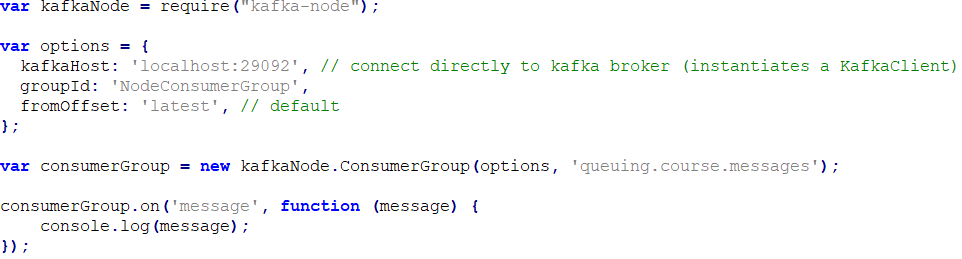 var kafkaNode = require("kafka-node");
var options = {
  kafkaHost: 'localhost:29092', // connect directly to kafka broker (instantiates a KafkaClient)
  groupId: 'NodeConsumerGroup',
  fromOffset: 'latest', // default
};
var consumerGroup = new kafkaNode.ConsumerGroup(options, 'queuing.course.messages');
consumerGroup.on('message', function (message) {
    console.log(message);
});